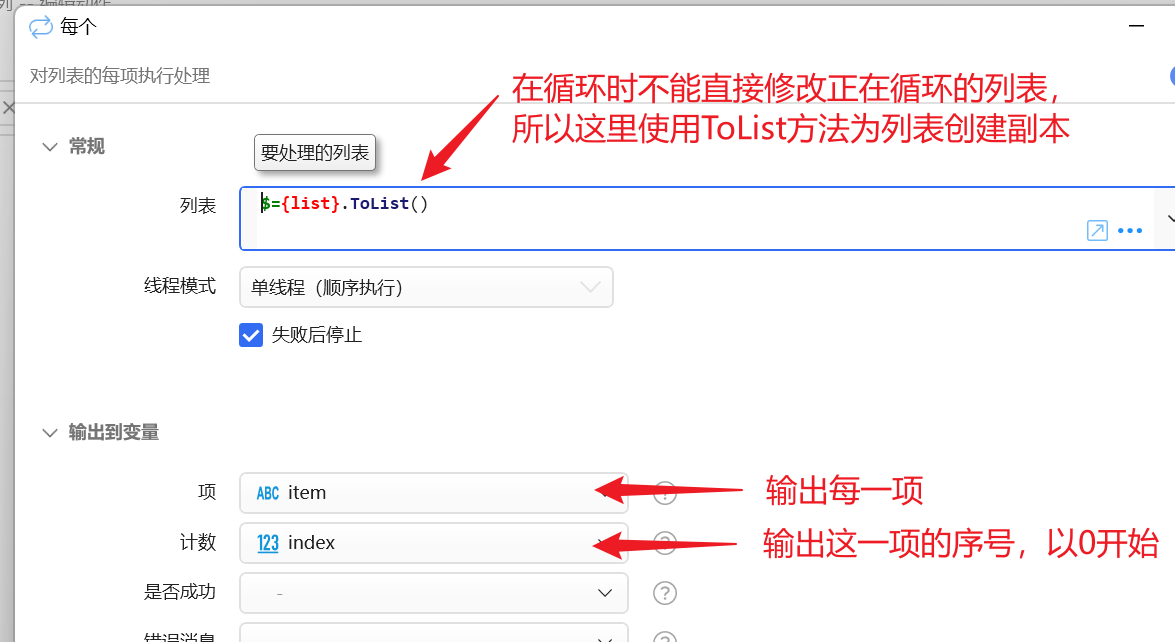 每个
对列表的每项执行处理
在循环时不能直接修改正在循环的列表，
所以这里使用ToList方法为列表创建副本
常规
要处理的列表
列表
$={list}.ToList()
线程模式
单线程（顺序执行）
失败后停止
输出到变量
项
ABC item
输出每一项
计数
123 index
输出这一项的序号，以0开始
是否成功
-
错误消息